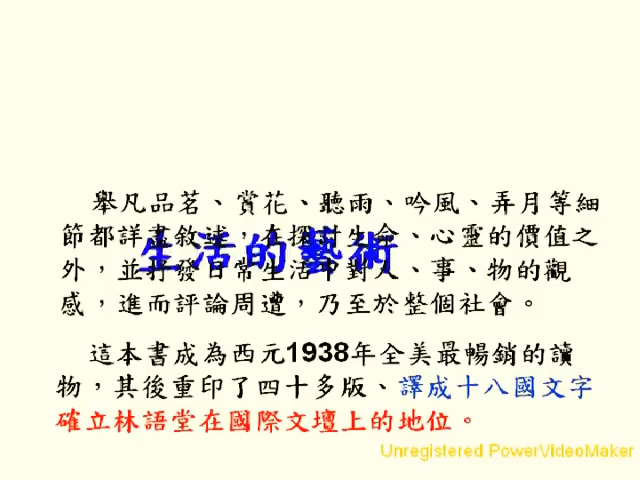 舉凡品茗、賞花、聽雨、吟風、弄月等細
節都詳盡敘述，在探討生命、心靈的價值之
生活的藝術
外，並抒發日常生活中對人、事、物的觀
感，進而評論周遭，乃至於整個社會。
這本書成為西元1938年全美最暢銷的讀
物，其後重印了四十多版、譯成十八國文字
確立林語堂在國際文壇上的地位。
Unregistered PowerVideoMaker